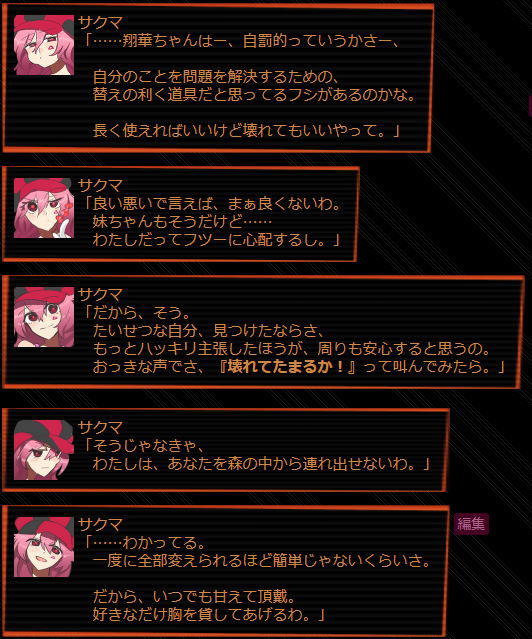 サクマ
「……翔華ちゃんはー、自罰的っていうかさー、
自分のことを問題を解決するための、
替えの利く道具だと思ってるフシがあるのかな。
長く使えればいいけど壊れてもいいやって。」
サクマ
「良い悪いで言えば、まぁ良くないわ。
妹ちゃんもそうだけど……
わたしだってフツーに心配するし。」
サクマ
「だから、そう。
たいせつな自分、見つけたならさ、
もっとハッキリ主張したほうが、周りも安心すると思うの。
おっきな声でさ、『壊れてたまるか！』って叫んでみたら。」
サクマ
「そうじゃなきゃ、
わたしは、あなたを森の中から連れ出せないわ。」
サクマ
「……わかってる。
一度に全部変えられるほど簡単じゃないくらいさ。
だから、いつでも甘えて頂戴。
好きなだけ胸を貸してあげるわ。」
編集